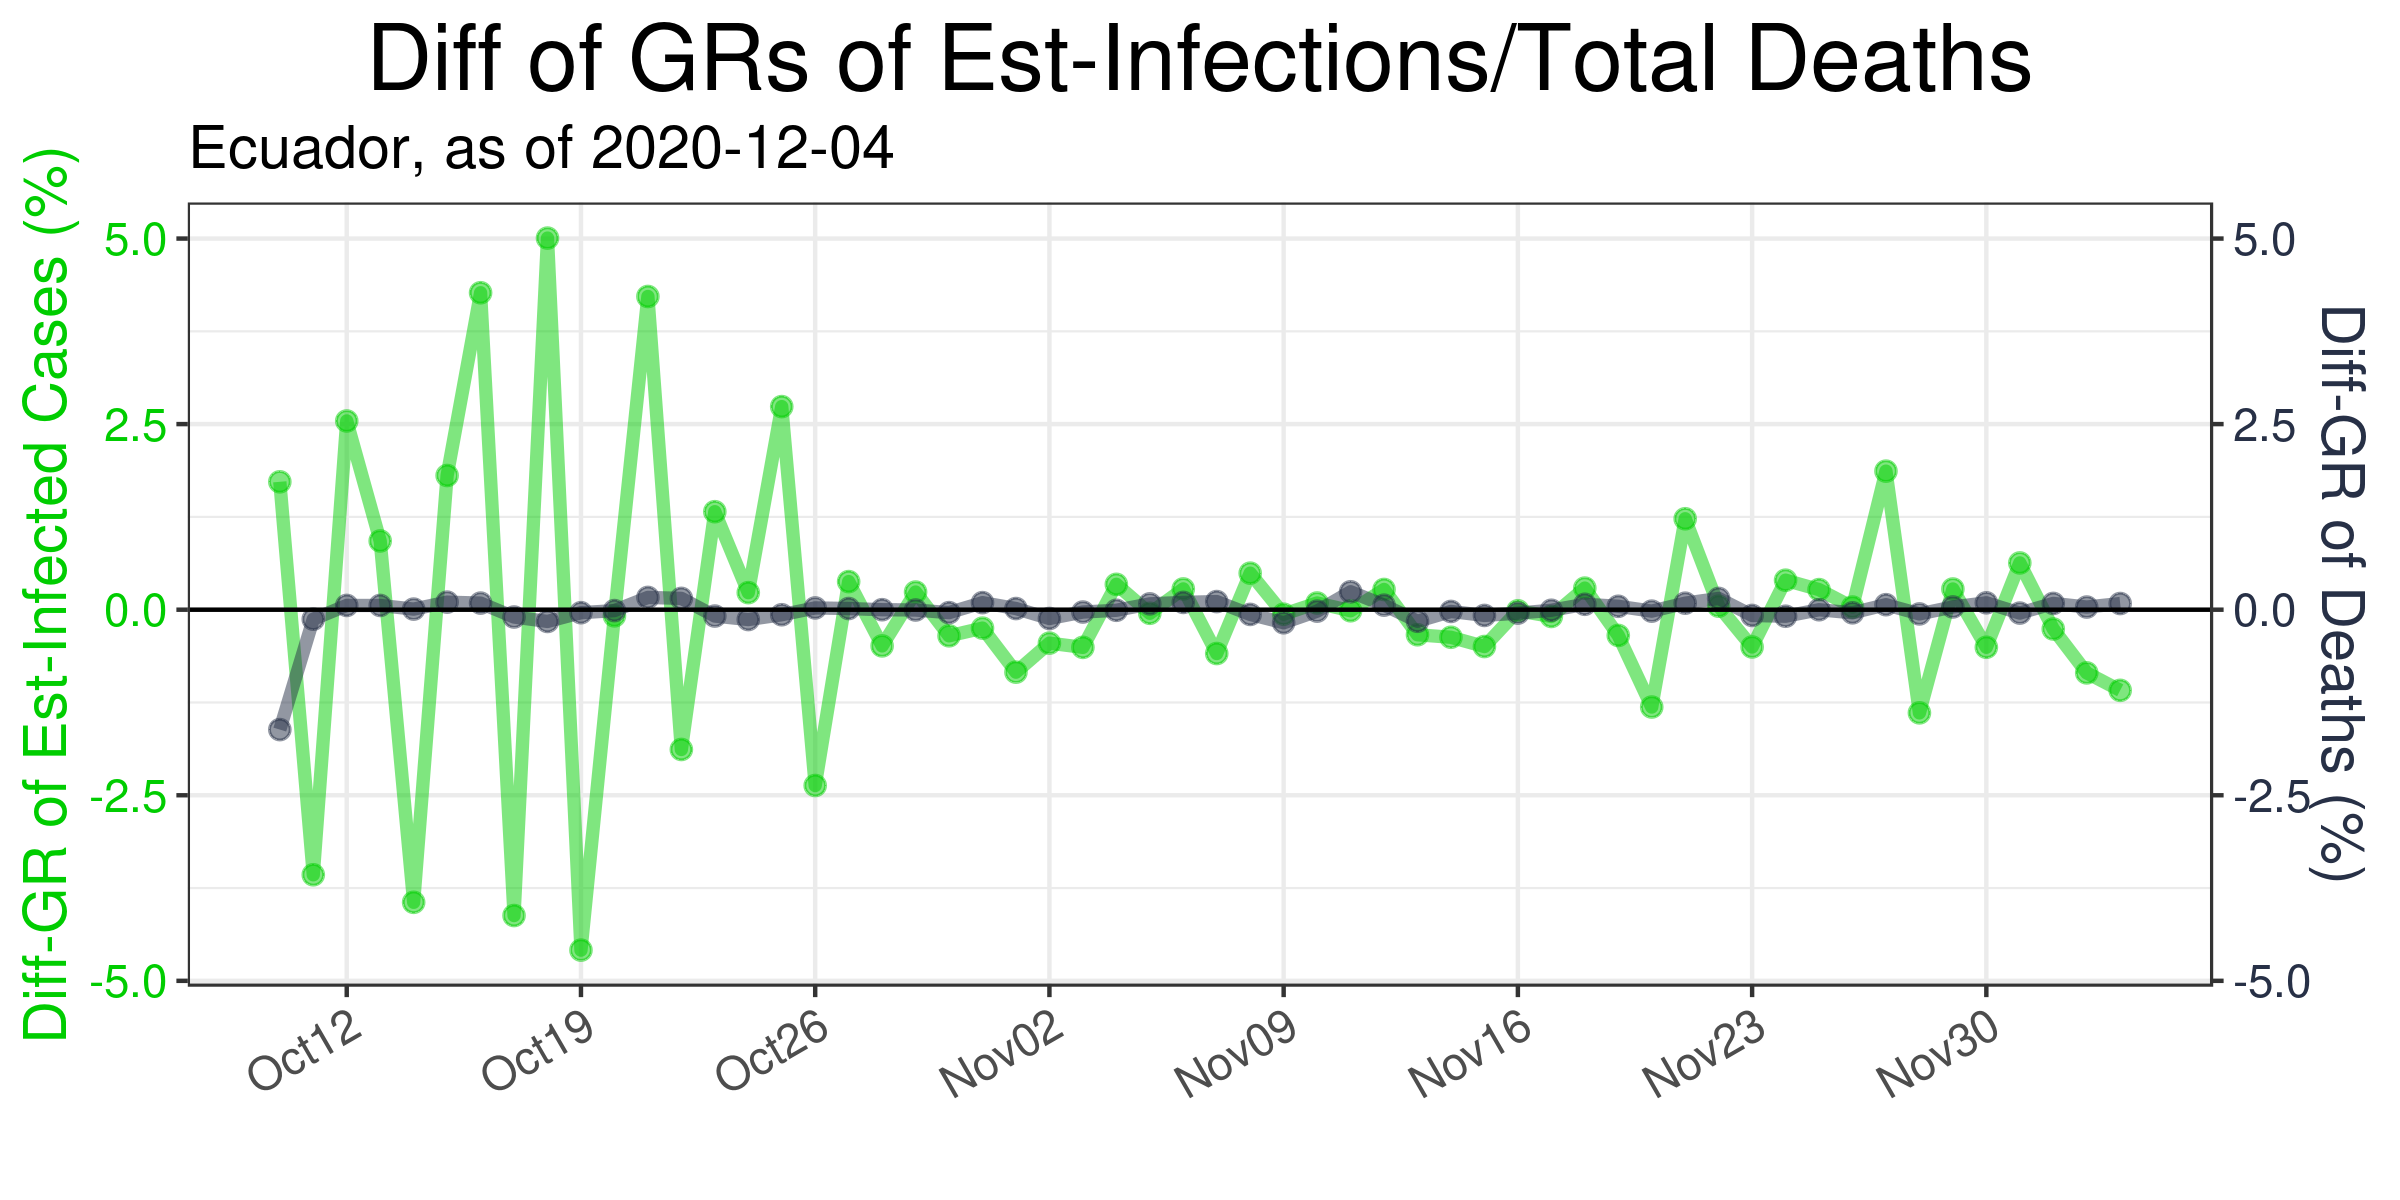 Diff of GRs of Est-Infections/Total Deaths
Ecuador, as of 2020-12-04
Diff-GR of Est-Infected Cases (%)
5.0
2.5
0.0
-2.5
-5.0
5.0
2.5
0.0
-2.5
-5.0
Diff-GR of Deaths (%)
Oct12
Oct19
Oct26
Nov02
Nov09
Nov16
Nov23
Nov30